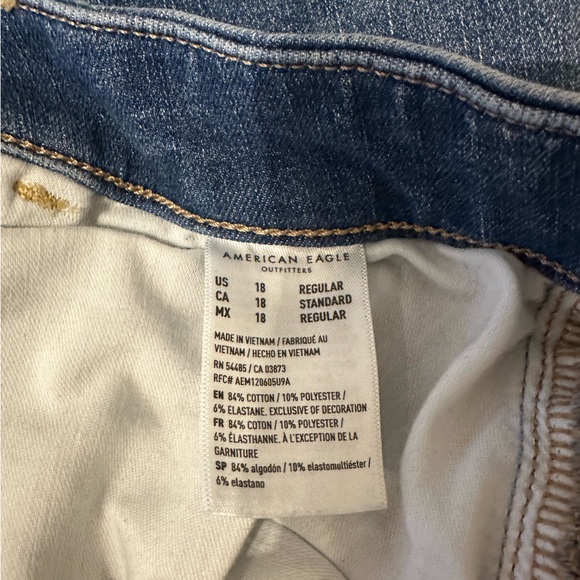 AMERICAN EAGLE
OUTFITTERS
US 18 REGULAR
CA 18 STANDARD
MX 18 REGULAR
MADE IN VIETNAM / FABRIQUÉ AU
VIETNAM / HECHO EN VIETNAM
RN 54485 / CA 03873
RFC# AEM120605U9A
EN 84% COTTON / 10% POLYESTER /
6% ELASTANE. EXCLUSIVE OF DECORATION
FR 84% COTON / 10% POLYESTER /
6% ÉLASTHANNE. À L'EXCEPTION DE LA
GARNITURE
SP 84% algodón / 10% elastomultiéster /
6% elastano